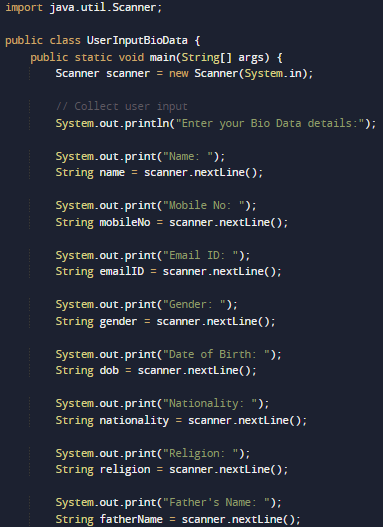 import java.util.Scanner;
public class UserInputBioData {
public static void main(String[] args) {
Scanner scanner = new Scanner(System.in);
// Collect user input
System.out.println("Enter your Bio Data details:");
System.out.print("Name: ");
String name = scanner.nextLine();
System.out.print("Mobile No: ");
String mobileNo = scanner.nextLine();
System.out.print("Email ID: ");
String emailID = scanner.nextLine();
System.out.print("Gender: ");
String gender = scanner.nextLine();
System.out.print("Date of Birth: ");
String dob = scanner.nextLine();
System.out.print("Nationality: ");
String nationality = scanner.nextLine();
System.out.print("Religion: ");
String religion = scanner.nextLine();
System.out.print("Father's Name: ");
String fatherName = scanner.nextLine();